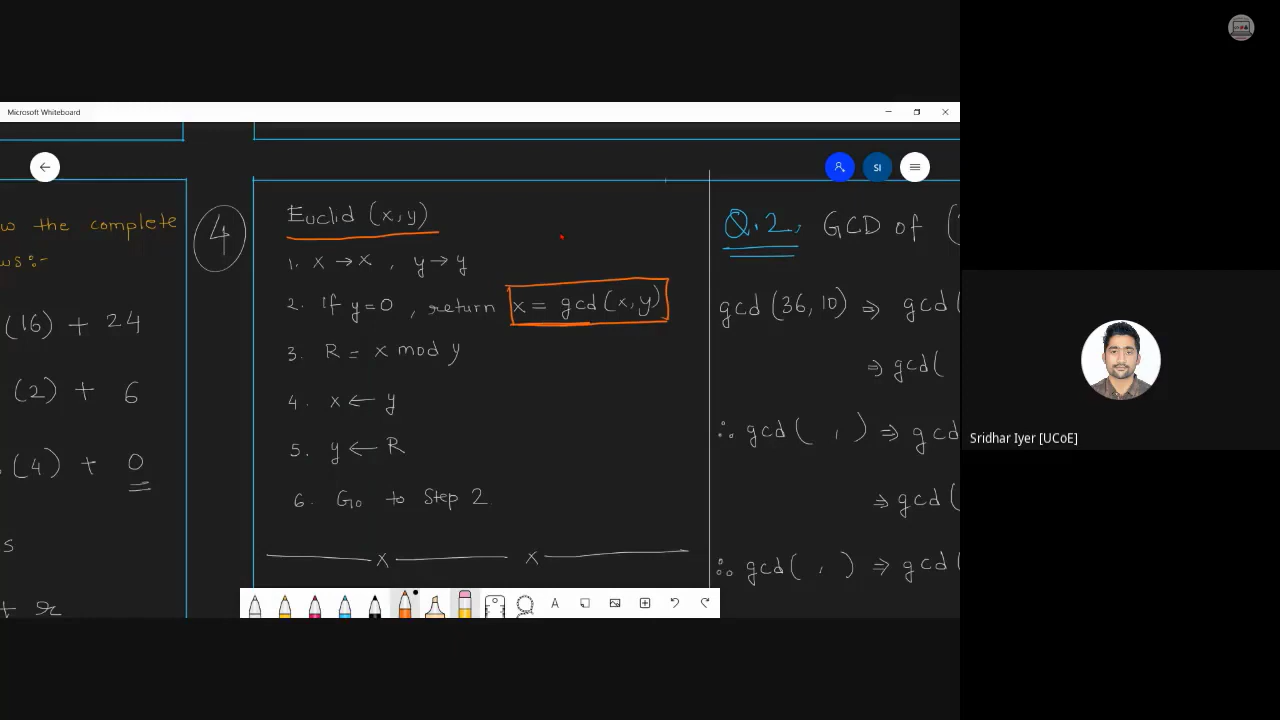 Microsoft Whiteboard
SI
w the complete
ws:-
(16) + 24
(2) + 6
(4) + 0
s
+ r
4
Euclid (x, y)
1. x → x , y → y
2. If y = 0 , return x = gcd (x, y)
3. R = x mod y
4. x ← y
5. y ← R
6. Go to Step 2
x x
Q.2. GCD of (
gcd (36, 10) ⇒ gcd (
⇒ gcd (
∴ gcd ( , ) ⇒ gcd
⇒ gcd (
∴ gcd ( , ) ⇒ gcd (
A
Sridhar Iyer [UCoE]